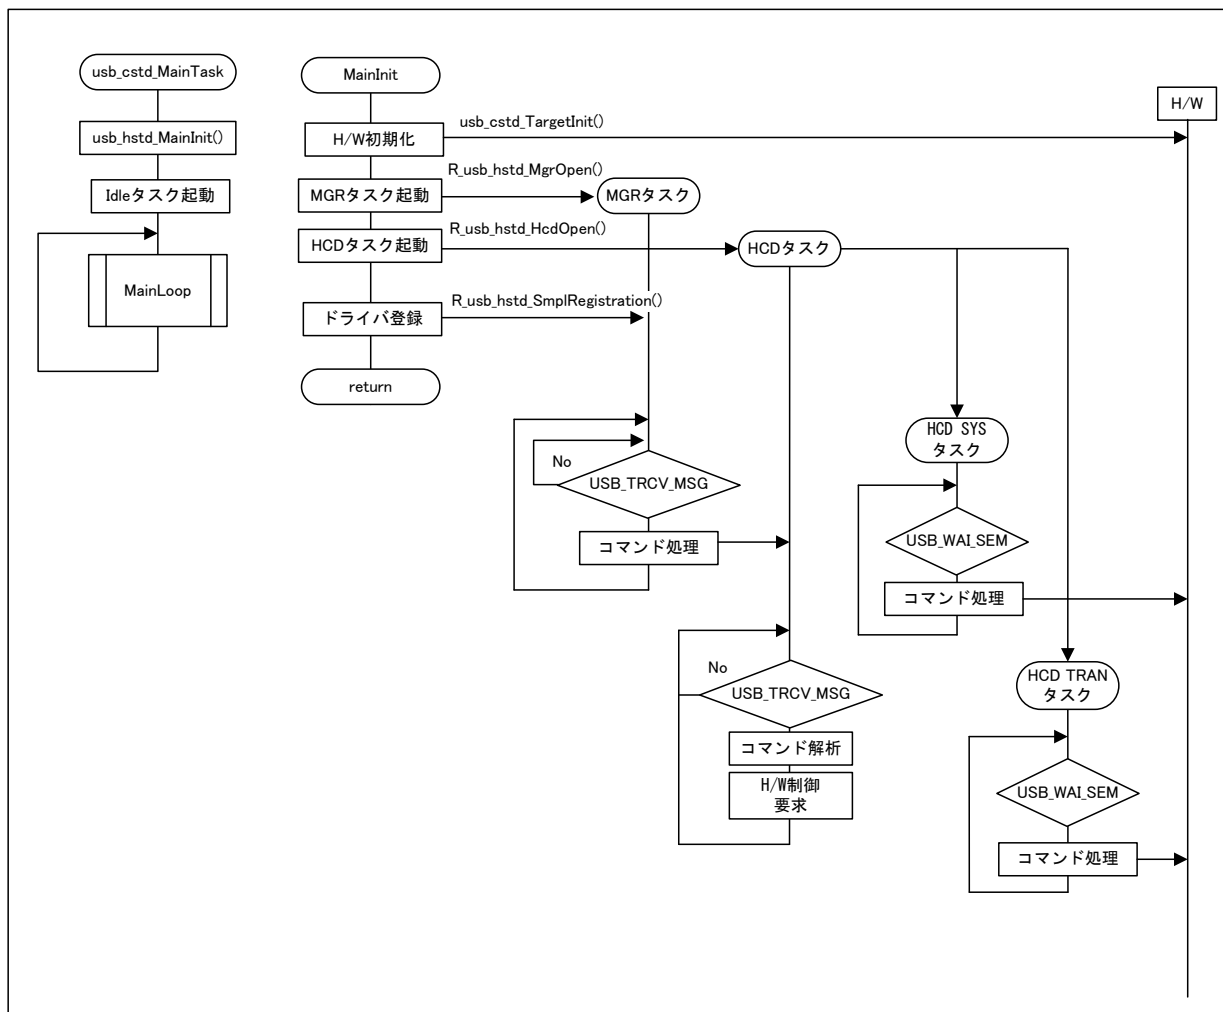 usb_cstd_MainTask
usb_hstd_MainInit()
Idleタスク起動
MainLoop
MainInit
H/W初期化
usb_cstd_TargetInit()
H/W
MGRタスク起動
R_usb_hstd_MgrOpen()
MGRタスク
HCDタスク起動
R_usb_hstd_HcdOpen()
HCDタスク
ドライバ登録
R_usb_hstd_SmplRegistration()
return
No
USB_TRCV_MSG
コマンド処理
No
USB_TRCV_MSG
コマンド解析
H/W制御
要求
HCD SYS
タスク
USB_WAI_SEM
コマンド処理
HCD TRAN
タスク
USB_WAI_SEM
コマンド処理